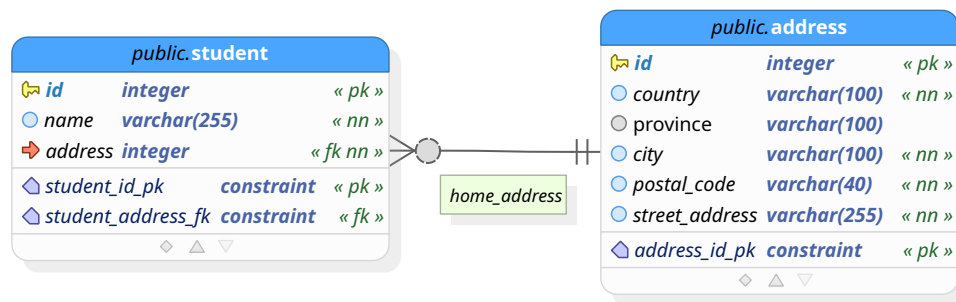 public.student
id integer « pk »
name varchar(255) « nn »
address integer « fk nn »
student_id_pk constraint « pk »
student_address_fk constraint « fk »
home_address
public.address
id integer « pk »
country varchar(100) « nn »
province varchar(100)
city varchar(100) « nn »
postal_code varchar(40) « nn »
street_address varchar(255) « nn »
address_id_pk constraint « pk »